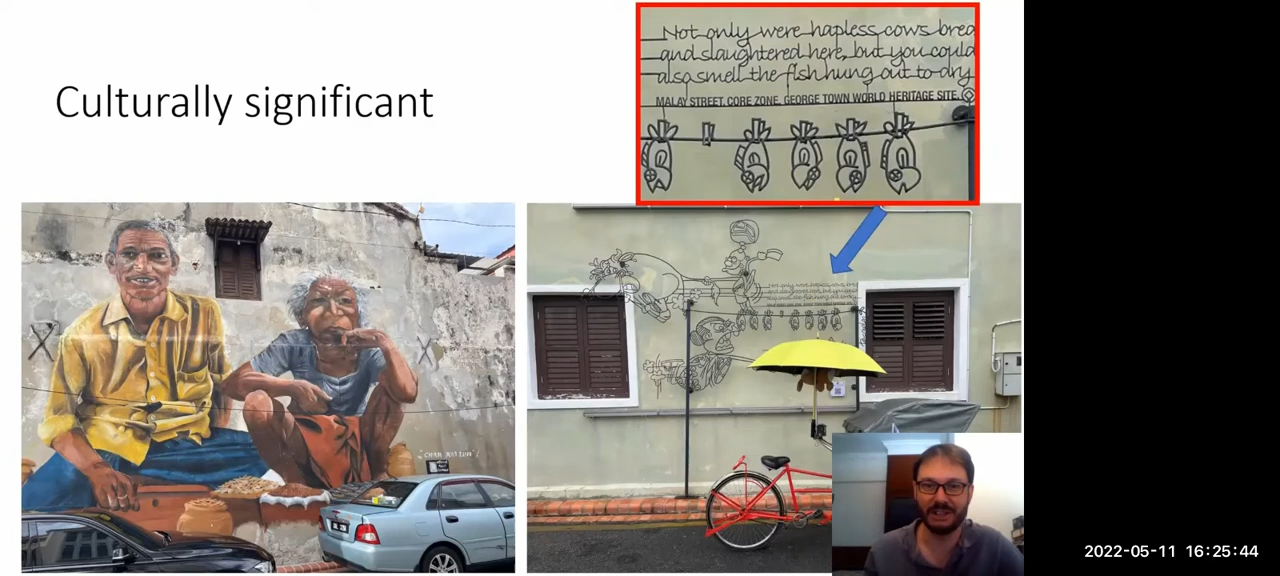 Culturally significant
Not only were hapless cows bred
and slaughtered here, but you could
also smell the fish hung out to dry.
MALAY STREET, CORE ZONE, GEORGE TOWN WORLD HERITAGE SITE.
2022-05-11 16:25:44